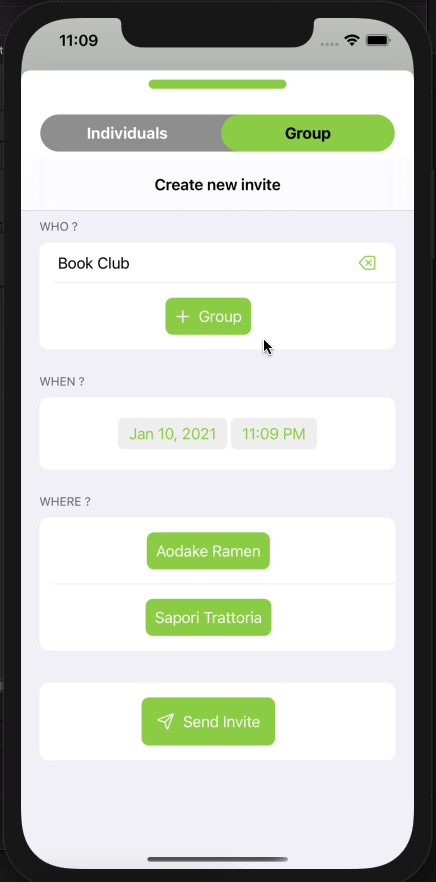 11:09
Individuals
Group
Create new invite
WHO ?
Book Club
+ Group
WHEN ?
Jan 10, 2021 11:09 PM
WHERE ?
Aodake Ramen
Sapori Trattoria
Send Invite